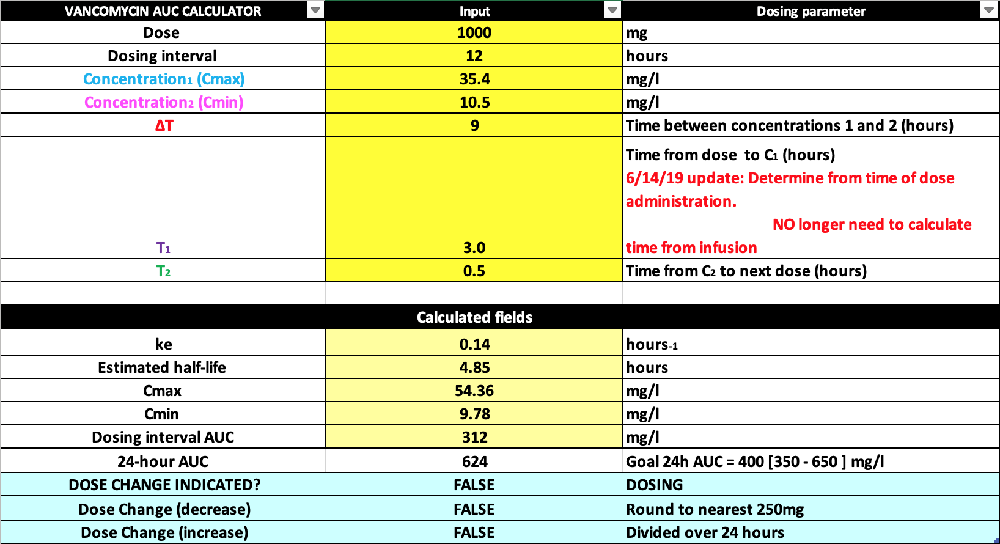 VANCOMYCIN AUC CALCULATOR Input Dosing parameter
Dose 1000 mg
Dosing interval 12 hours
Concentration₁ (Cmax) 35.4 mg/l
Concentration₂ (Cmin) 10.5 mg/l
ΔT 9 Time between concentrations 1 and 2 (hours)
Time from dose to C₁ (hours)
6/14/19 update: Determine from time of dose
administration.
NO longer need to calculate
T₁ 3.0 time from infusion
T₂ 0.5 Time from C₂ to next dose (hours)
Calculated fields
ke 0.14 hours-1
Estimated half-life 4.85 hours
Cmax 54.36 mg/l
Cmin 9.78 mg/l
Dosing interval AUC 312 mg/l
24-hour AUC 624 Goal 24h AUC = 400 [350 - 650 ] mg/l
DOSE CHANGE INDICATED? FALSE DOSING
Dose Change (decrease) FALSE Round to nearest 250mg
Dose Change (increase) FALSE Divided over 24 hours